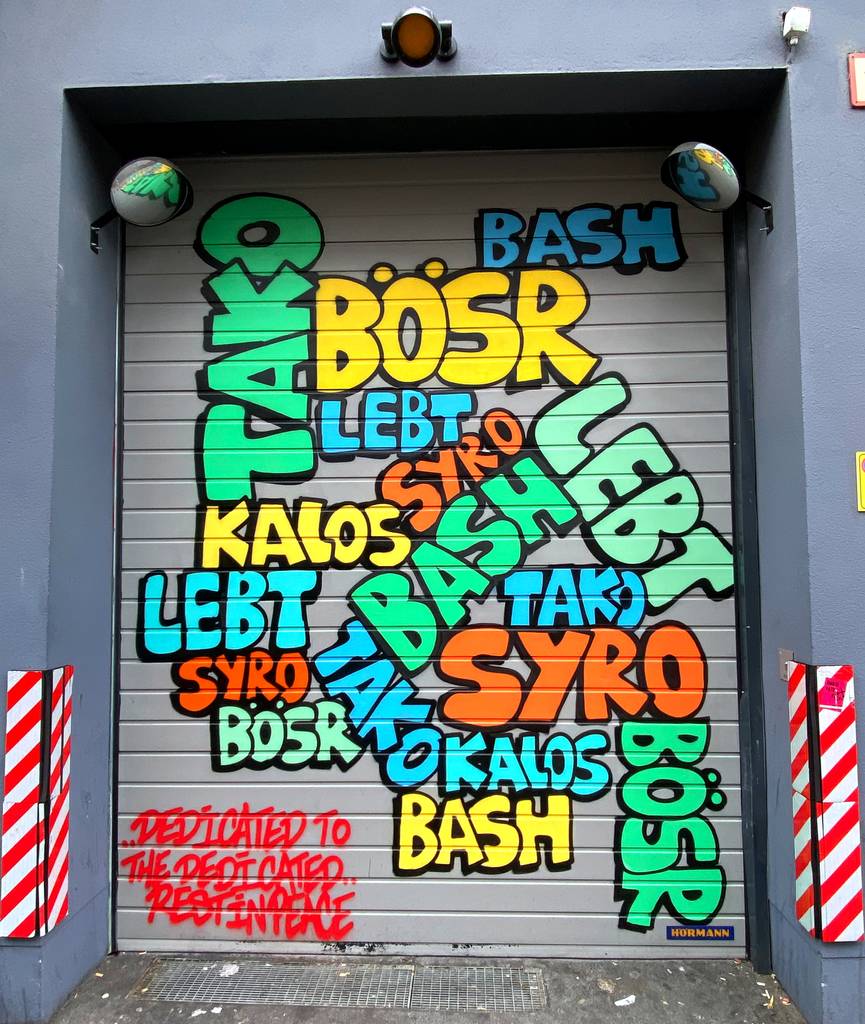 TAKO
BASH
BÖSR
LEBT
SYRO
LEBT
KALOS
BASH
LEBT
TAKO
SYRO
SYRO
TAKO
BÖSR
KALOS
BÖSR
BASH
..DEDICATED TO
THE DEDICATED..
REST IN PEACE
HÖRMANN